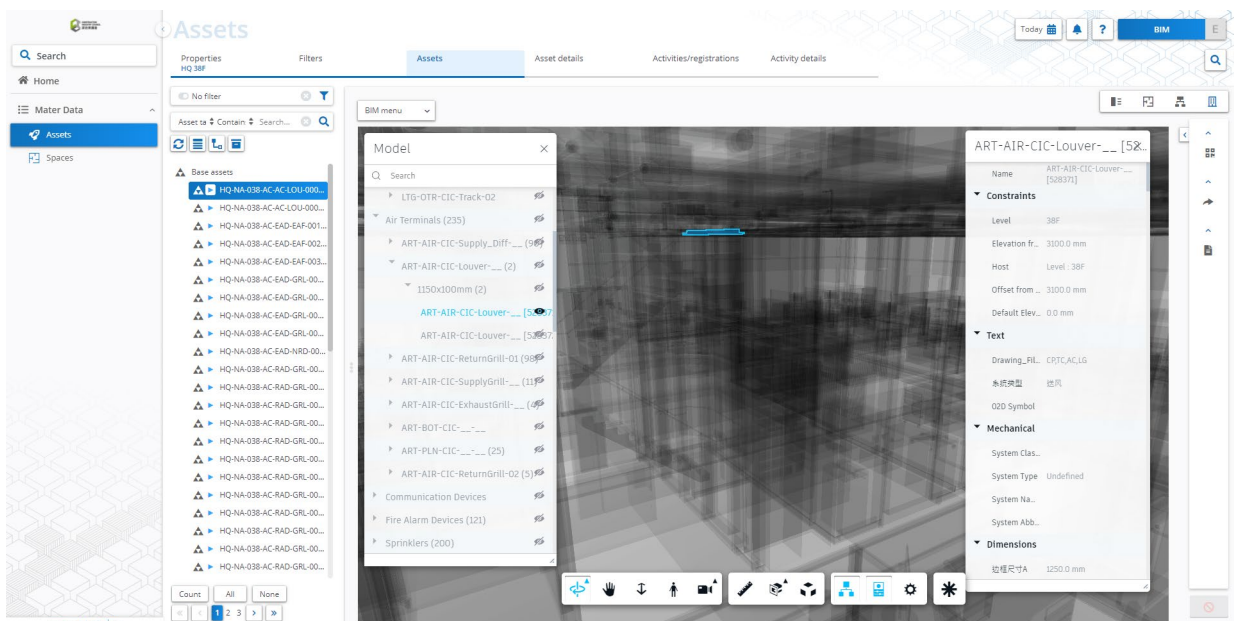 Assets
Today
?
BIM
E
Search
Home
Mater Data
Assets
Spaces
Properties
HQ 38F
Filters
Assets
Asset details
Activities/registrations
Activity details
No filter
Asset ta
Contain
Search...
Base assets
HQ-NA-038-AC-AC-LOU-000...
HQ-NA-038-AC-AC-LOU-000...
HQ-NA-038-AC-EAD-EAF-001...
HQ-NA-038-AC-EAD-EAF-002...
HQ-NA-038-AC-EAD-EAF-003...
HQ-NA-038-AC-EAD-GRL-00...
HQ-NA-038-AC-EAD-GRL-00...
HQ-NA-038-AC-EAD-GRL-00...
HQ-NA-038-AC-EAD-GRL-00...
HQ-NA-038-AC-EAD-NRD-00...
HQ-NA-038-AC-RAD-GRL-00...
HQ-NA-038-AC-RAD-GRL-00...
HQ-NA-038-AC-RAD-GRL-00...
HQ-NA-038-AC-RAD-GRL-00...
HQ-NA-038-AC-RAD-GRL-00...
HQ-NA-038-AC-RAD-GRL-00...
HQ-NA-038-AC-RAD-GRL-00...
HQ-NA-038-AC-RAD-GRL-00...
HQ-NA-038-AC-RAD-GRL-00...
HQ-NA-038-AC-RAD-GRL-00...
HQ-NA-038-AC-RAD-GRL-00...
HQ-NA-038-AC-RAD-GRL-00...
Count
All
None
« < 1 2 3 > »
BIM menu
Model
Search
LTG-OTR-CIC-Track-02
Air Terminals (235)
ART-AIR-CIC-Supply_Diff-__ (9
ART-AIR-CIC-Louver-__ (2)
1150x100mm (2)
ART-AIR-CIC-Louver-__
ART-AIR-CIC-Louver-__
ART-AIR-CIC-ReturnGrill-01 (98)
ART-AIR-CIC-SupplyGrill-__ (11)
ART-AIR-CIC-ExhaustGrill-__ (4)
ART-BOT-CIC-__-__
ART-PLN-CIC-__-__ (25)
ART-AIR-CIC-ReturnGrill-02 (5)
Communication Devices
Fire Alarm Devices (121)
Sprinklers (200)
ART-AIR-CIC-Louver-__ [52...
Name
ART-AIR-CIC-Louver-__ [528371]
Constraints
Level 38F
Elevation fr... 3100.0 mm
Host Level : 38F
Offset from ... 3100.0 mm
Default Elev... 0.0 mm
Text
Drawing_Fil... CP,TC,AC,LG
系统类型 送风
02D Symbol
Mechanical
System Clas...
System Type Undefined
System Na...
System Abb...
Dimensions
边框尺寸A 1250.0 mm